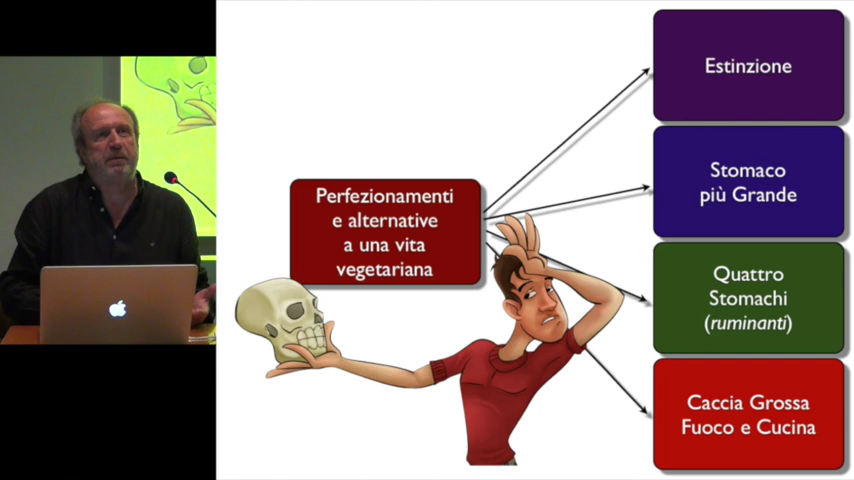 Perfezionamenti
e alternative
a una vita
vegetariana
Estinzione
Stomaco
più Grande
Quattro
Stomachi
(ruminanti)
Caccia Grossa
Fuoco e Cucina